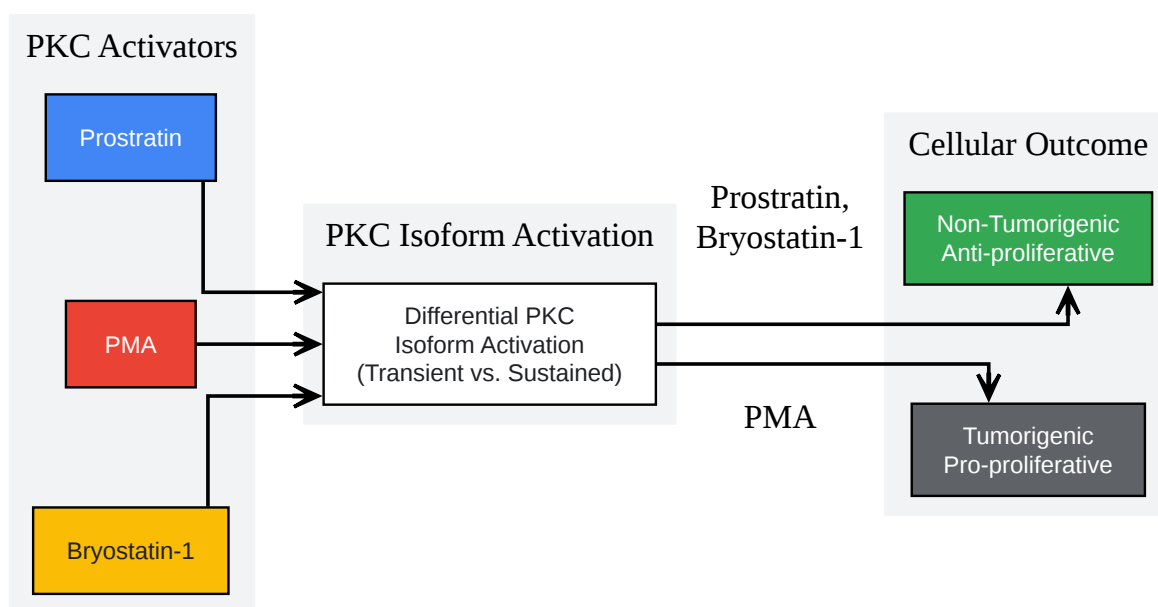 PKC Activators
Prostratin
PMA
Bryostatin-1
PKC Isoform Activation
Differential PKC
Isoform Activation
(Transient vs. Sustained)
Prostratin,
Bryostatin-1
PMA
Cellular Outcome
Non-Tumorigenic
Anti-proliferative
Tumorigenic
Pro-proliferative